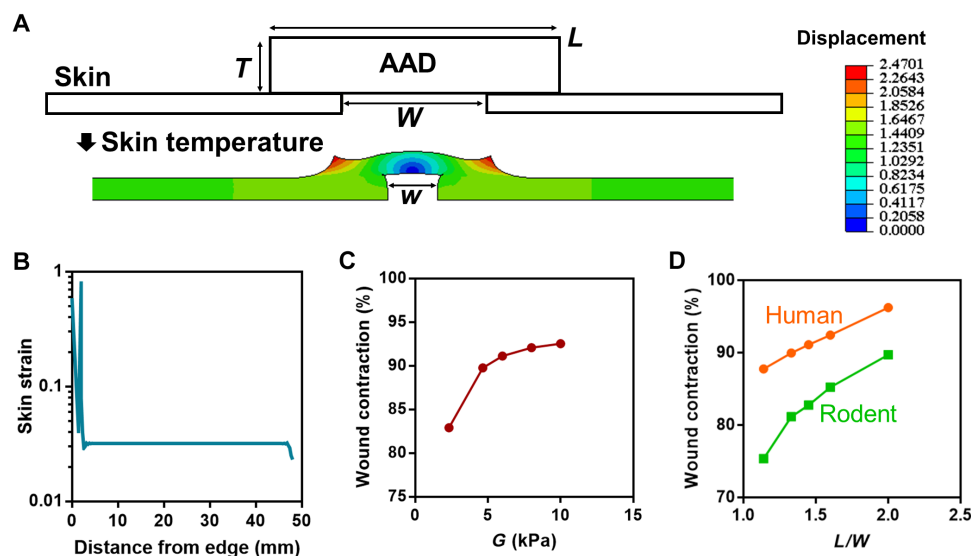 A
L
T
AAD
Skin
W
Skin temperature
w
Displacement
2.4701
2.2643
2.0584
1.8526
1.6467
1.4409
1.2351
1.0292
0.8234
0.6175
0.4117
0.2058
0.0000
B
1
0.1
0.01
Skin strain
0 10 20 30 40 50
Distance from edge (mm)
C
100
95
90
85
80
75
Wound contraction (%)
0 5 10 15
G (kPa)
D
100
90
80
70
Wound contraction (%)
Human
Rodent
1.0 1.5 2.0 2.5
L/W